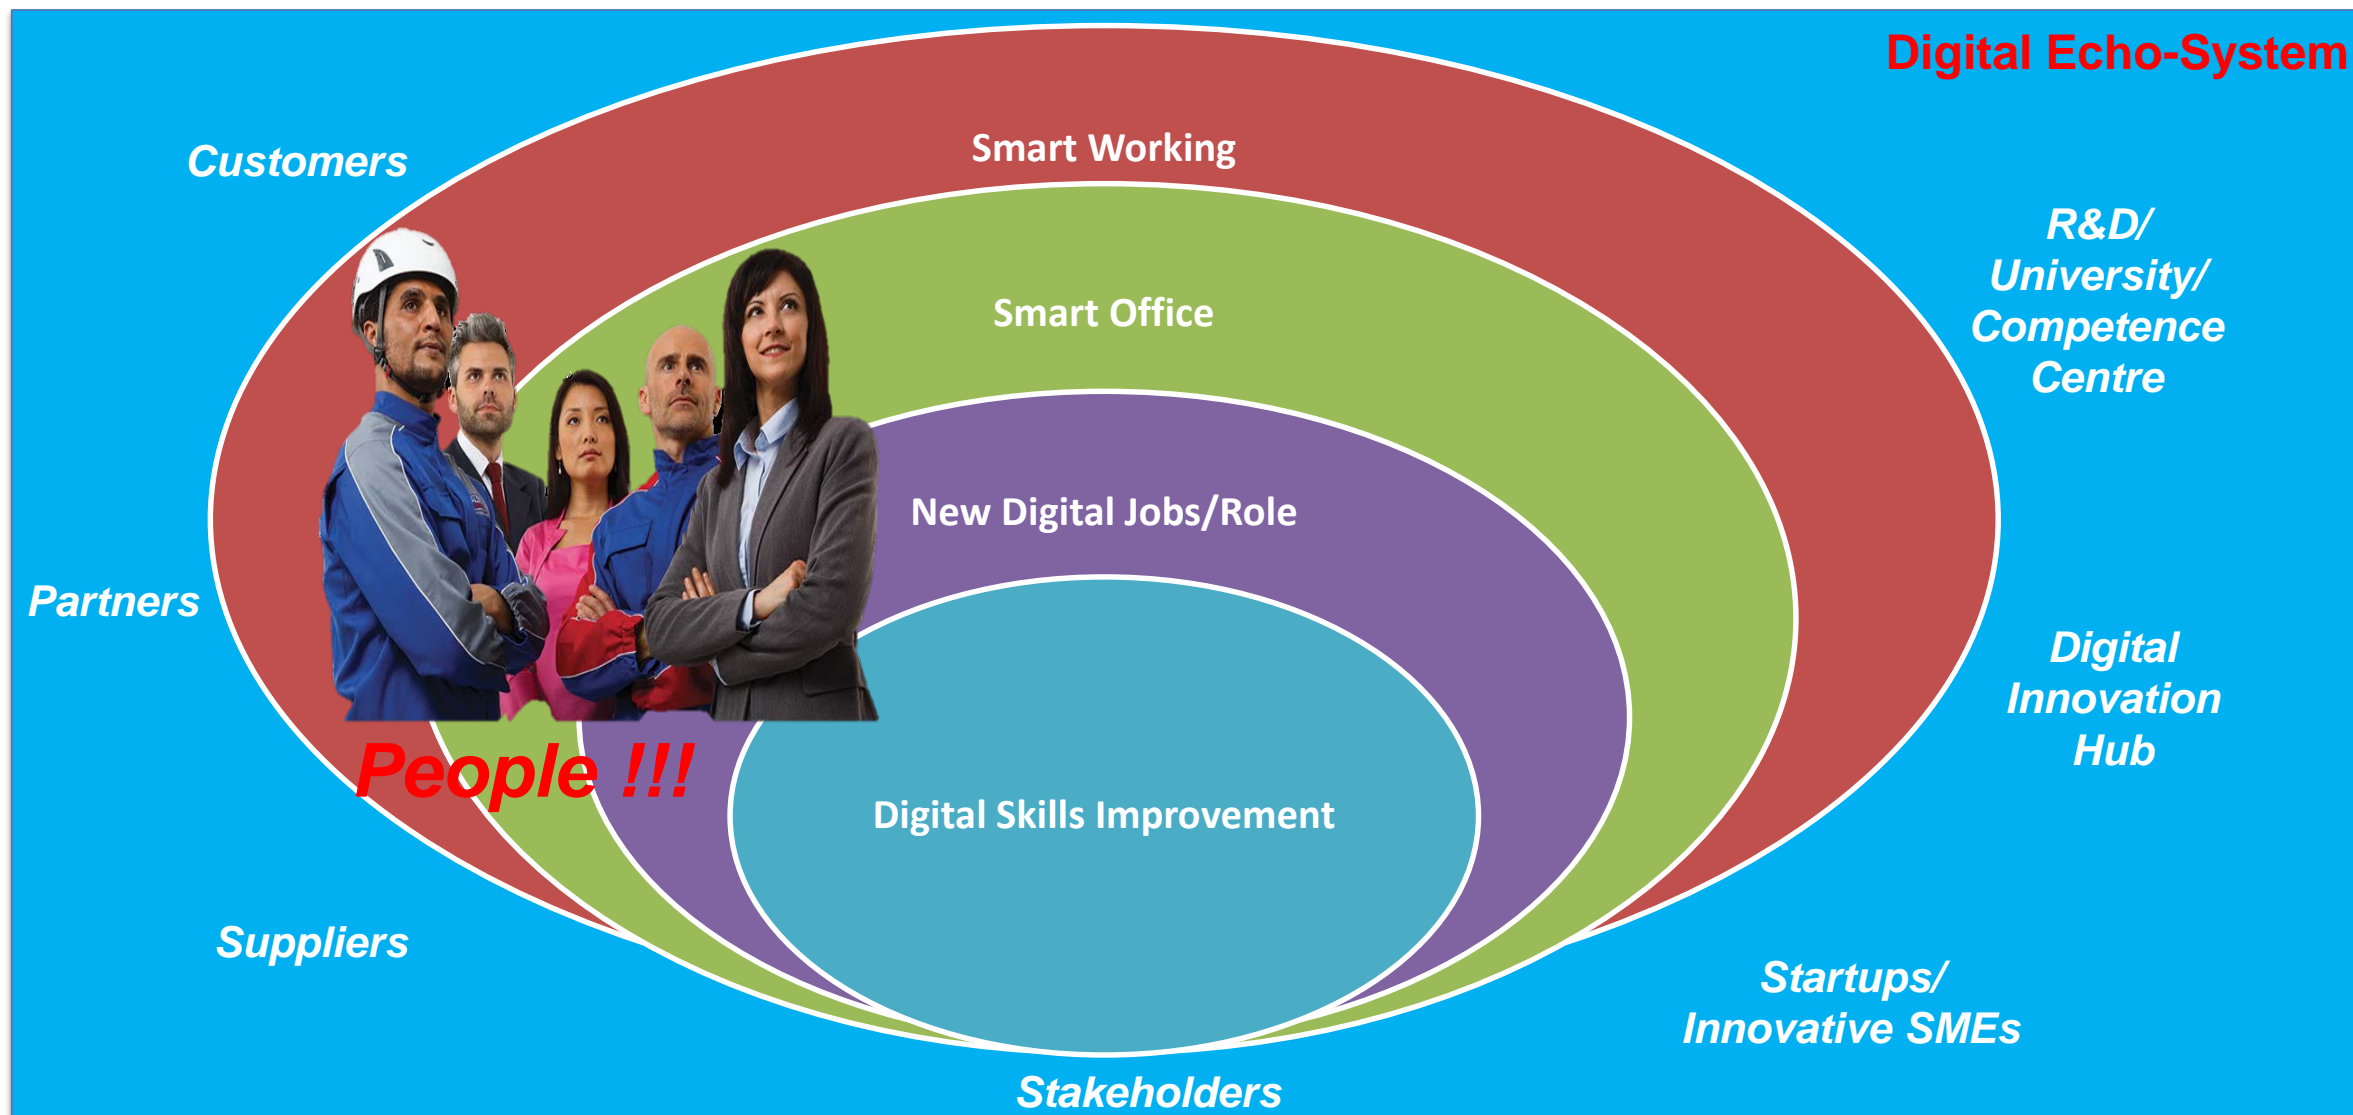 Digital Echo-System
Customers
Smart Working
R&D/
University/
Competence
Centre
Smart Office
New Digital Jobs/Role
Partners
Digital
Innovation
Hub
People !!!
Digital Skills Improvement
Suppliers
Startups/
Innovative SMEs
Stakeholders